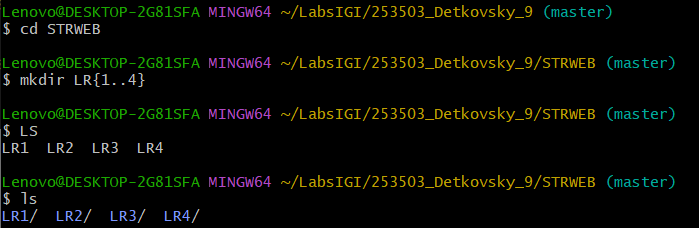 Lenovo@DESKTOP-2G81SFA MINGW64 ~/LabsIGI/253503_Detkovsky_9 (master)
$ cd STRWEB
Lenovo@DESKTOP-2G81SFA MINGW64 ~/LabsIGI/253503_Detkovsky_9/STRWEB (master)
$ mkdir LR{1..4}
Lenovo@DESKTOP-2G81SFA MINGW64 ~/LabsIGI/253503_Detkovsky_9/STRWEB (master)
$ LS
LR1  LR2  LR3  LR4
Lenovo@DESKTOP-2G81SFA MINGW64 ~/LabsIGI/253503_Detkovsky_9/STRWEB (master)
$ ls
LR1/  LR2/  LR3/  LR4/